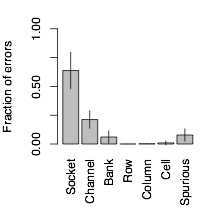 Fraction of errors
1.00
0.50
0.00
Socket
Channel
Bank
Row
Column
Cell
Spurious